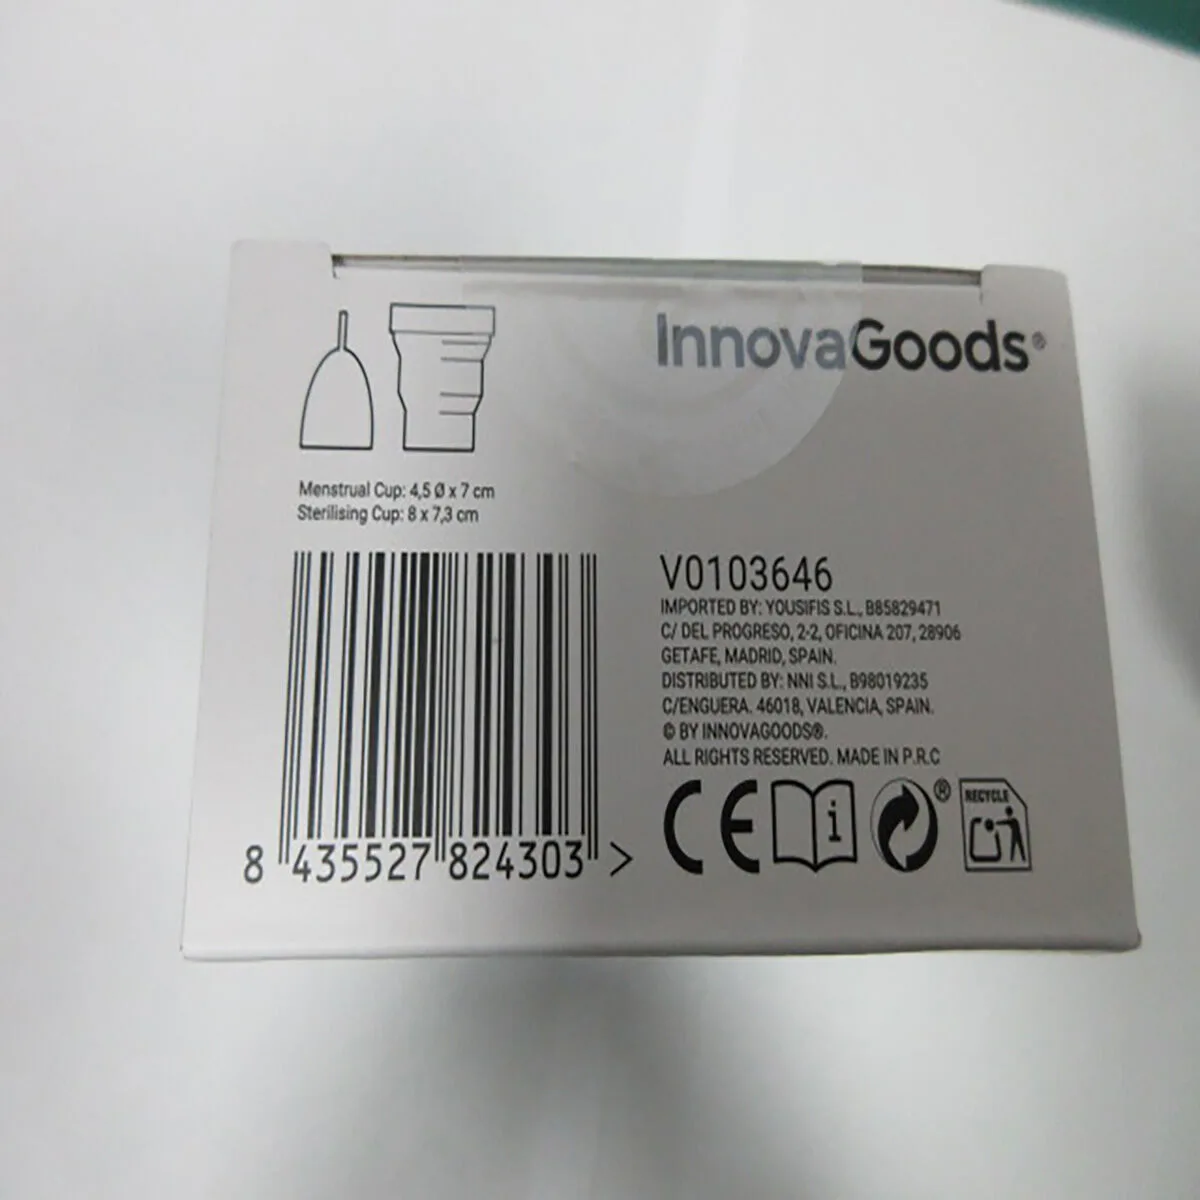 InnovaGoods®
Menstrual Cup: 4,5 Ø x 7 cm
Sterilising Cup: 8 x 7,3 cm
8 435527 824303 >
V0103646
IMPORTED BY: YOUSIFIS S.L., B85829471
C/ DEL PROGRESO, 2-2, OFICINA 207, 28906
GETAFE, MADRID, SPAIN.
DISTRIBUTED BY: NNI S.L., B98019235
C/ENGUERA. 46018, VALENCIA, SPAIN.
© BY INNOVAGOODS®.
ALL RIGHTS RESERVED. MADE IN P.R.C
CE i ®
RECYCLE